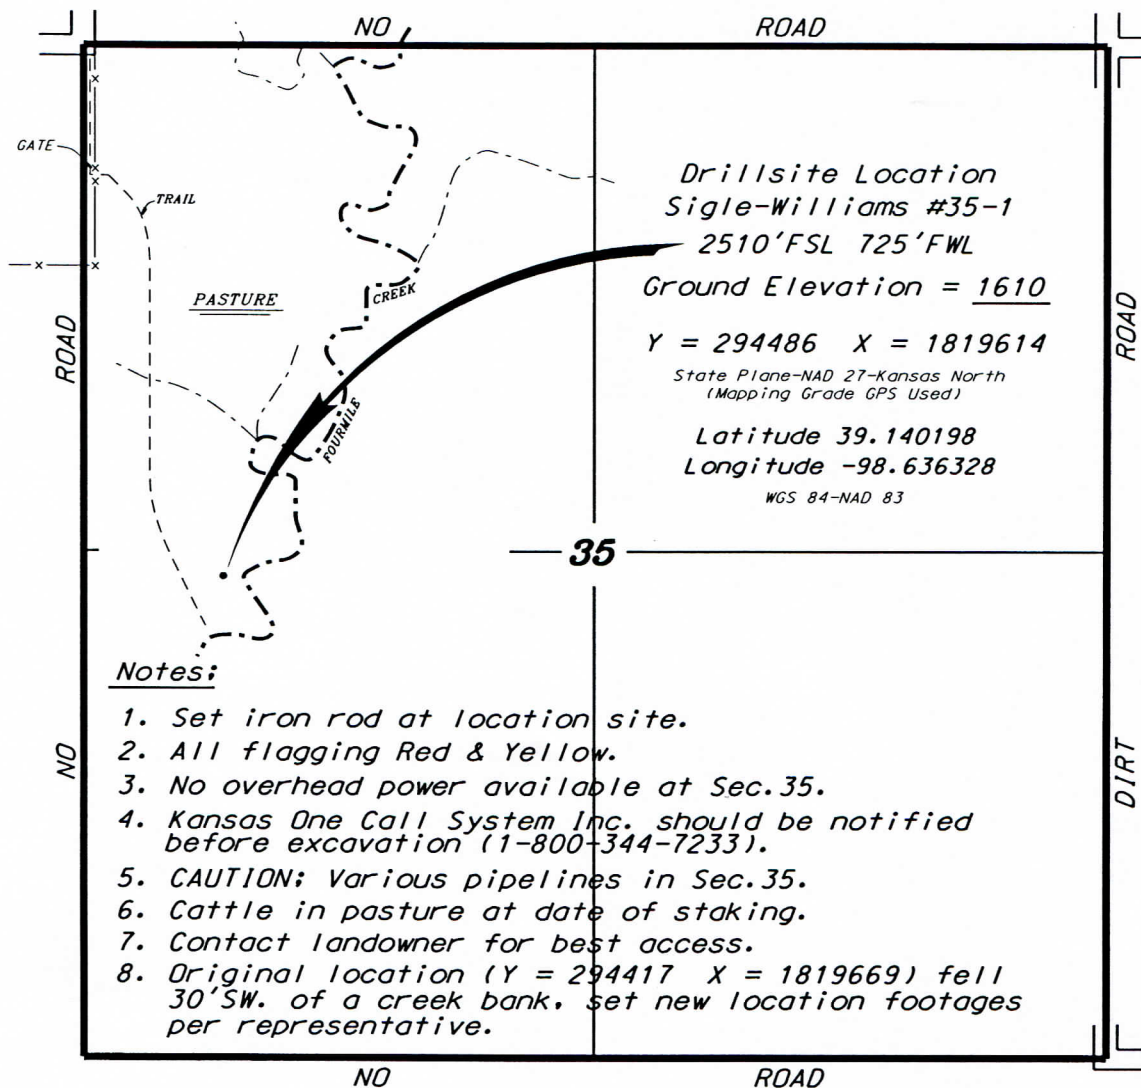 NO ROAD
GATE
TRAIL
PASTURE
CREEK
FOURMILE
ROAD
NO
Drillsite Location
Sigle-Williams #35-1
2510'FSL 725'FWL
Ground Elevation = 1610
Y = 294486 X = 1819614
State Plane-NAD 27-Kansas North
(Mapping Grade GPS Used)
Latitude 39.140198
Longitude -98.636328
WGS 84-NAD 83
ROAD
DIRT
35
Notes:
1. Set iron rod at location site.
2. All flagging Red & Yellow.
3. No overhead power available at Sec.35.
4. Kansas One Call System Inc. should be notified
before excavation (1-800-344-7233).
5. CAUTION: Various pipelines in Sec.35.
6. Cattle in pasture at date of staking.
7. Contact landowner for best access.
8. Original location (Y = 294417 X = 1819669) fell
30'SW. of a creek bank, set new location footages
per representative.
NO ROAD